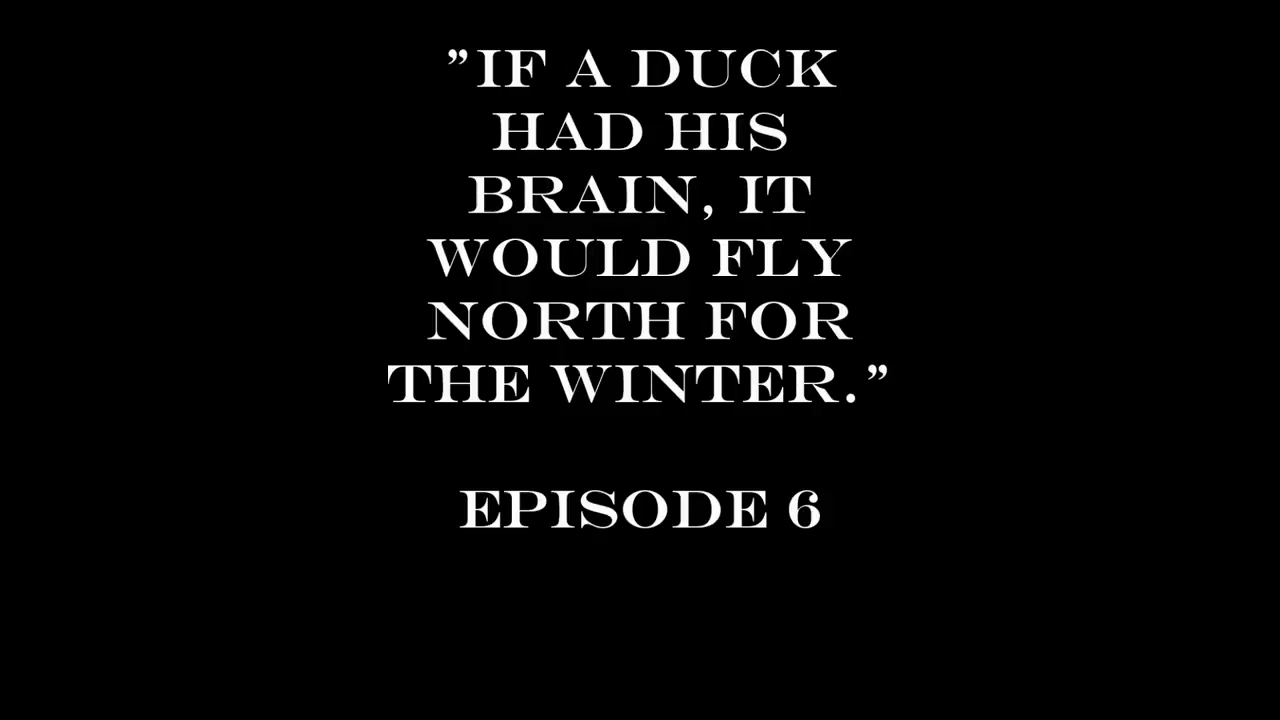 ”IF A DUCK
HAD HIS
BRAIN, IT
WOULD FLY
NORTH FOR
THE WINTER.”
EPISODE 6